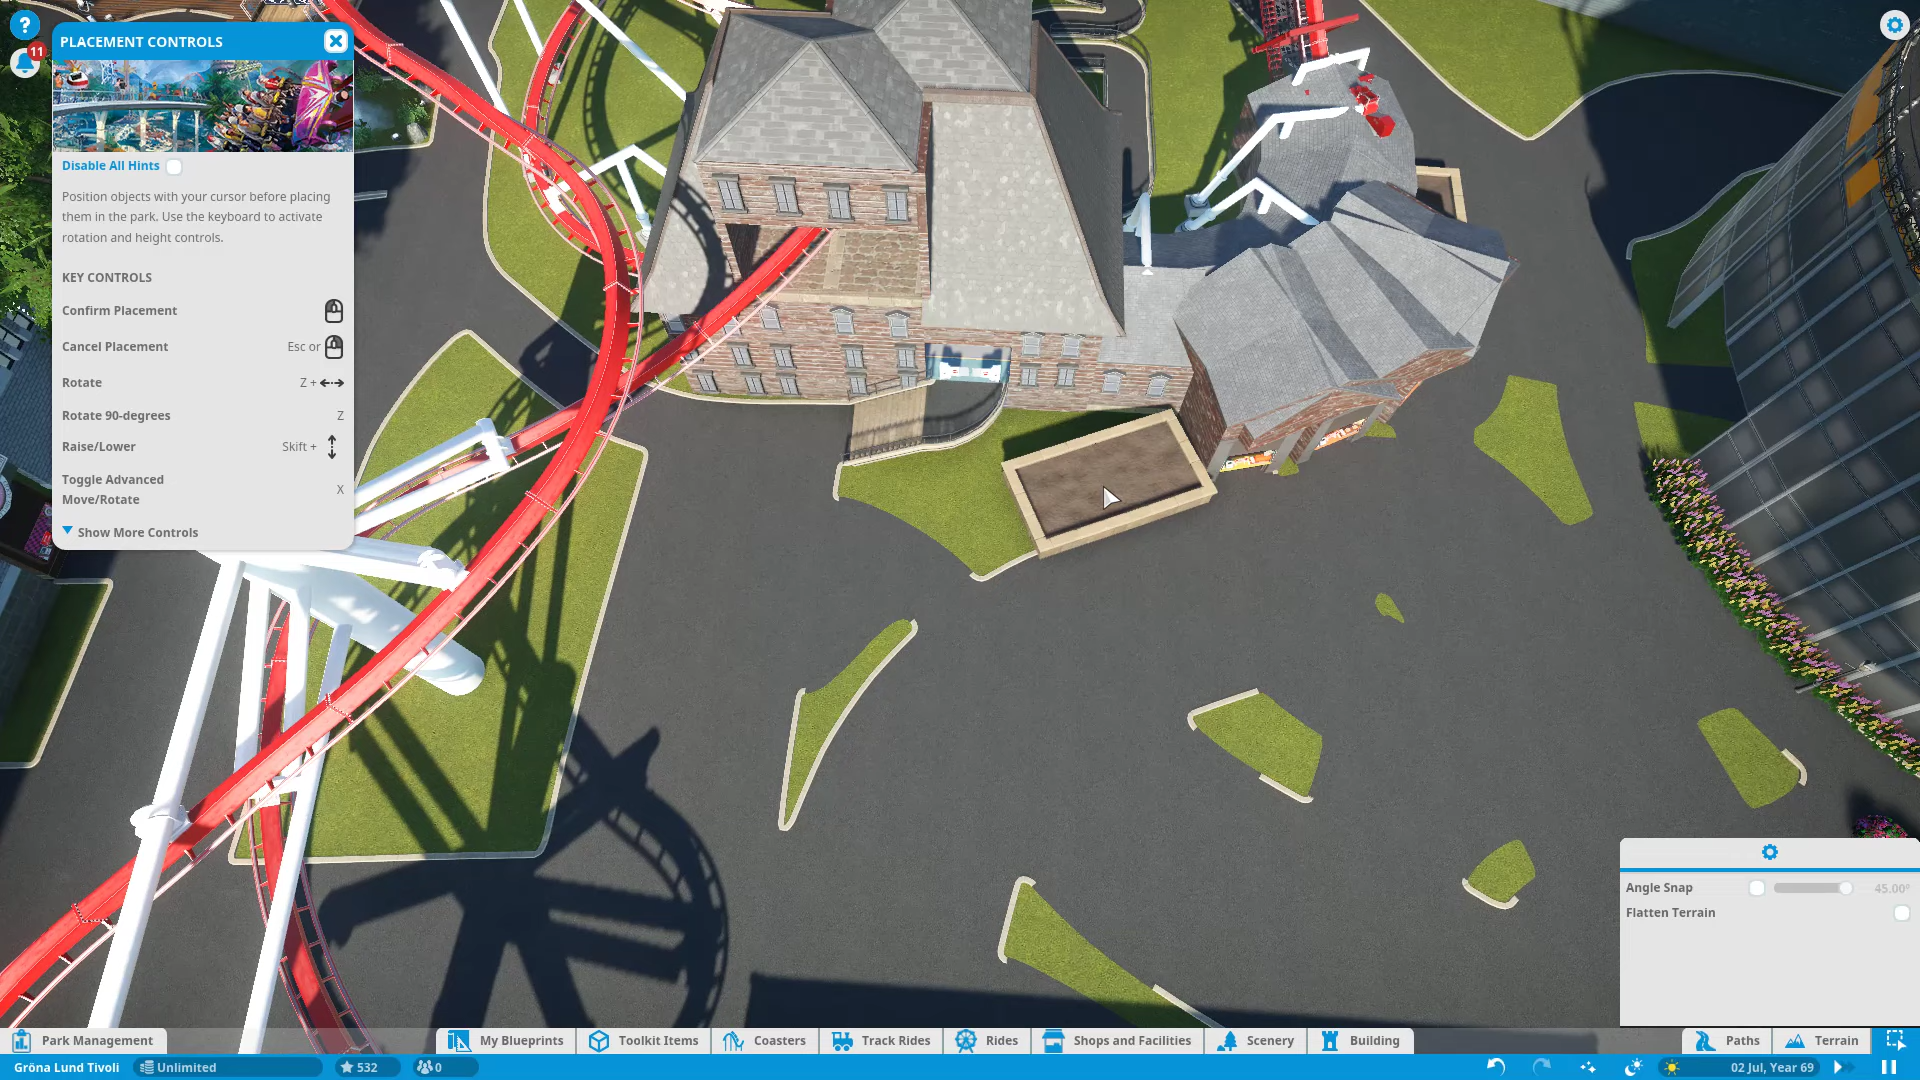 ?
11
PLACEMENT CONTROLS
Disable All Hints
Position objects with your cursor before placing
them in the park. Use the keyboard to activate
rotation and height controls.
KEY CONTROLS
Confirm Placement
Cancel Placement Esc or
Rotate Z +
Rotate 90-degrees Z
Raise/Lower Skift +
Toggle Advanced
Move/Rotate X
Show More Controls
Angle Snap 45.00°
Flatten Terrain
Park Management
My Blueprints
Toolkit Items
Coasters
Track Rides
Rides
Shops and Facilities
Scenery
Building
Paths
Terrain
Gröna Lund Tivoli
Unlimited
532
0
02 Jul, Year 69